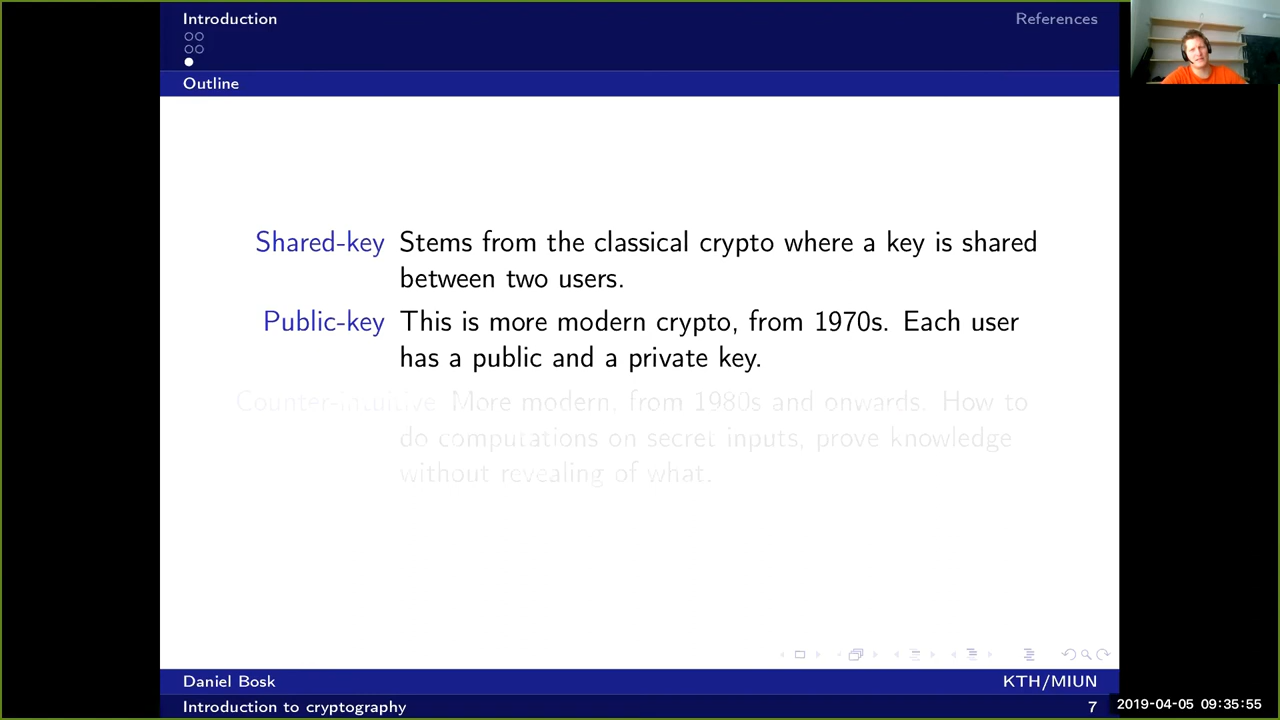 Introduction
References
Outline
Shared-key Stems from the classical crypto where a key is shared
between two users.
Public-key This is more modern crypto, from 1970s. Each user
has a public and a private key.
Counter-intuitive More modern, from 1980s and onwards. How to
do computations on secret inputs, prove knowledge
without revealing of what.
Daniel Bosk
KTH/MIUN
Introduction to cryptography
7
2019-04-05 09:35:55